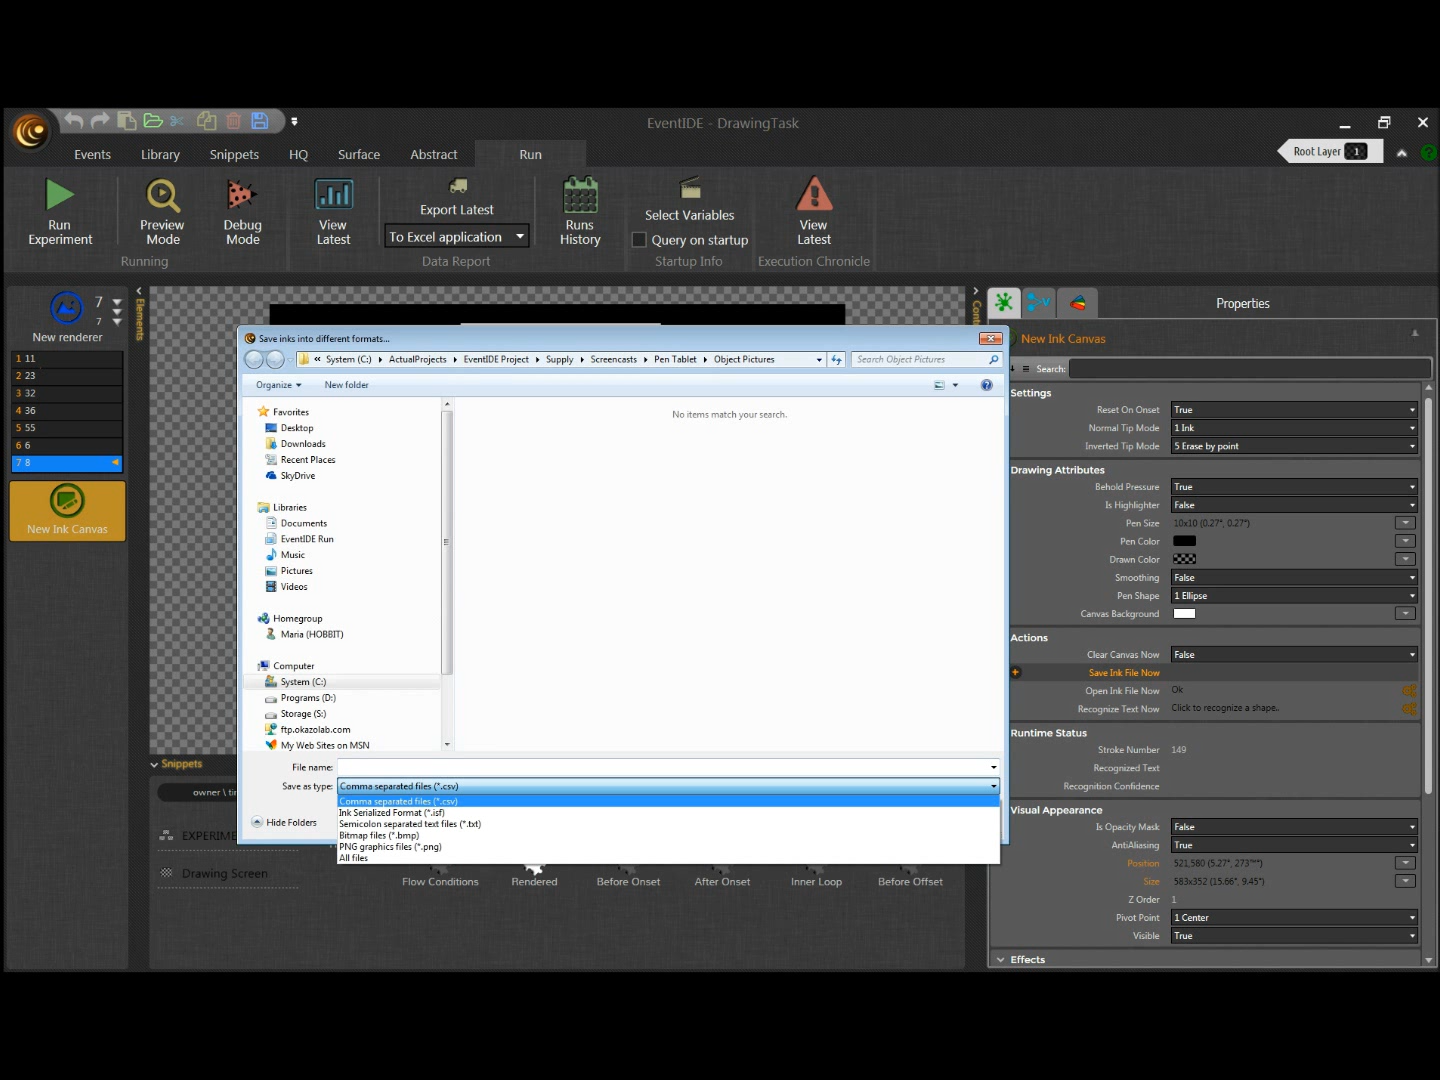 EventIDE - DrawingTask
Events Library Snippets HQ Surface Abstract Run
Root Layer 1
Run Experiment
Preview Mode
Debug Mode
Running
View Latest
Export Latest
To Excel application
Data Report
Runs History
Select Variables
Query on startup
Startup Info
View Latest
Execution Chronicle
7
7
New renderer
1 11
2 23
3 32
4 36
5 55
6 6
7 8
New Ink Canvas
Elements
Save inks into different formats...
« System (C:) ActualProjects EventIDE Project Supply Screencasts Pen Tablet Object Pictures
Search Object Pictures
Organize New folder
Favorites
Desktop
Downloads
Recent Places
SkyDrive
Libraries
Documents
EventIDE Run
Music
Pictures
Videos
Homegroup
Maria (HOBBIT)
Computer
System (C:)
Programs (D:)
Storage (S:)
ftp.okazolab.com
My Web Sites on MSN
No items match your search.
File name:
Save as type: Comma separated files (*.csv)
Comma separated files (*.csv)
Ink Serialized Format (*.isf)
Semicolon separated text files (*.txt)
Bitmap files (*.bmp)
PNG graphics files (*.png)
All files
Hide Folders
Snippets
owner \ ti
EXPERIME
Drawing Screen
Flow Conditions Rendered Before Onset After Onset Inner Loop Before Offset
Properties
New Ink Canvas
Search:
Settings
Reset On Onset True
Normal Tip Mode 1 Ink
Inverted Tip Mode 5 Erase by point
Drawing Attributes
Behold Pressure True
Is Highlighter False
Pen Size 10x10 (0.27°, 0.27°)
Pen Color
Drawn Color
Smoothing False
Pen Shape 1 Ellipse
Canvas Background
Actions
Clear Canvas Now False
Save Ink File Now
Open Ink File Now Ok
Recognize Text Now Click to recognize a shape..
Runtime Status
Stroke Number 149
Recognized Text
Recognition Confidence
Visual Appearance
Is Opacity Mask False
AntiAliasing True
Position 521,580 (5.27°, 273°**)
Size 583x352 (15.66°, 9.45°)
Z Order 1
Pivot Point 1 Center
Visible True
Effects